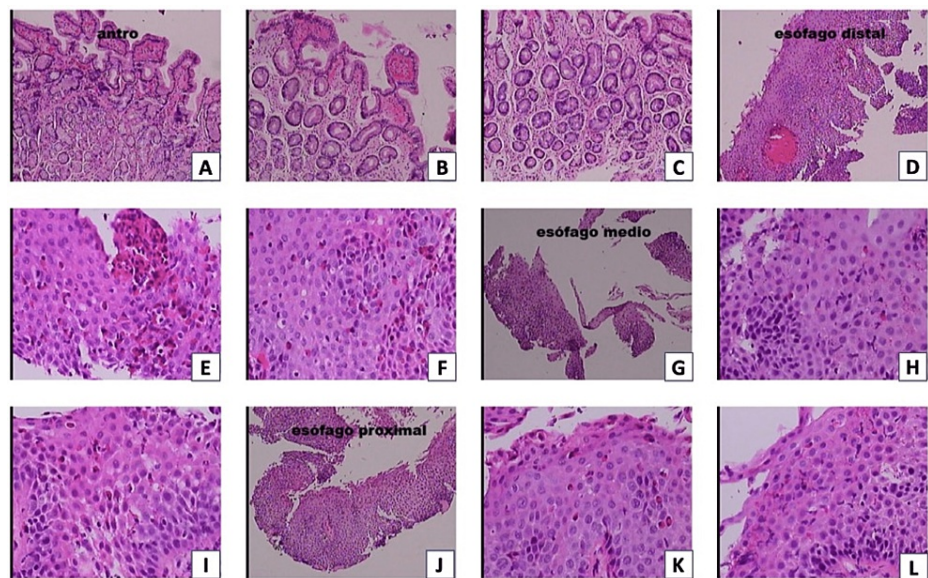 antro
A
B
C
esófago distal
D
E
F
esófago medio
G
H
I
esófago proximal
J
K
L